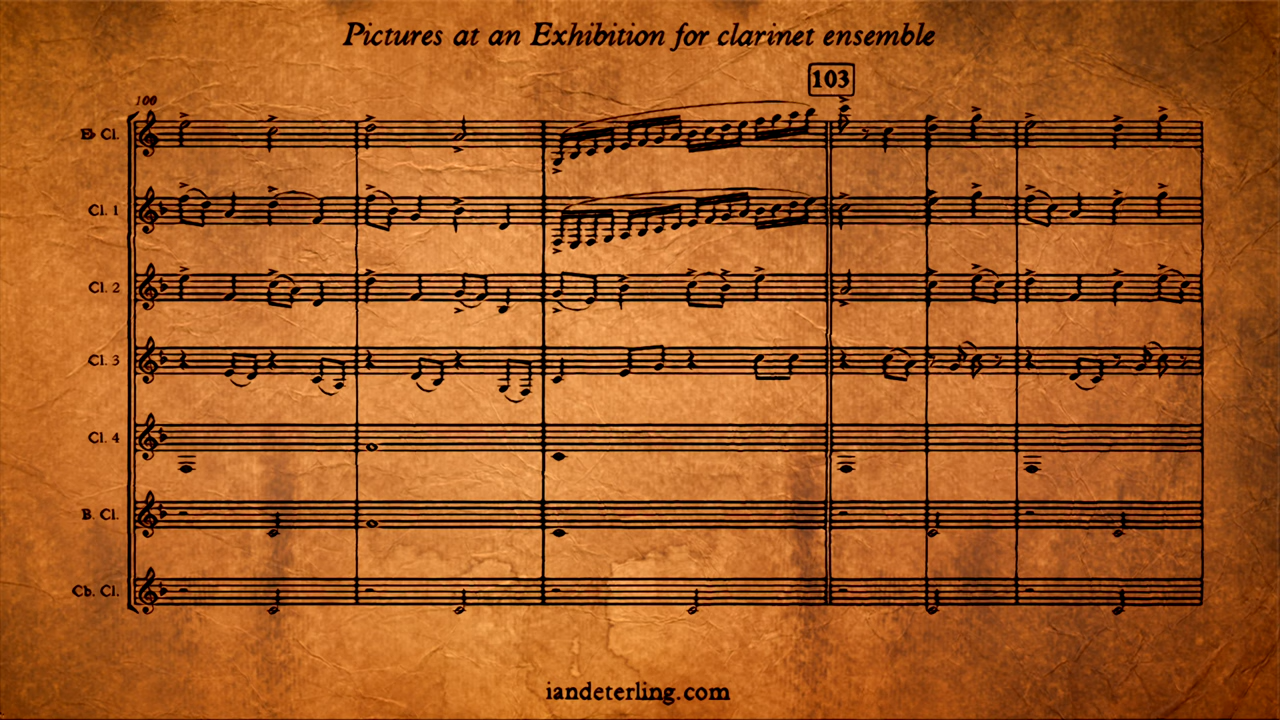 Pictures at an Exhibition for clarinet ensemble
103
100
E♭ Cl.
Cl. 1
Cl. 2
Cl. 3
Cl. 4
B. Cl.
Cb. Cl.
iandeterling.com